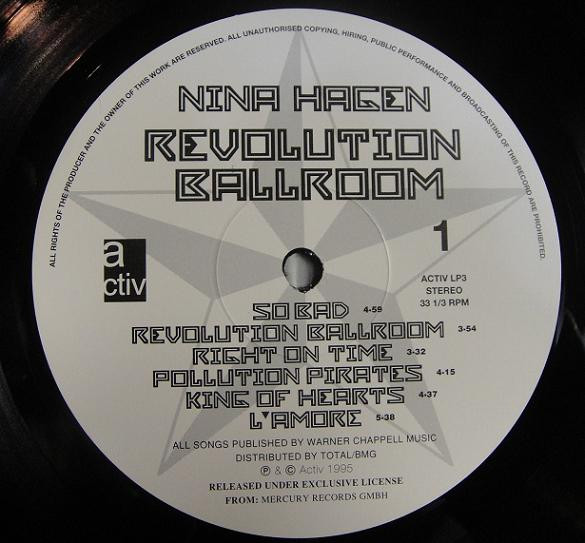 ALL RIGHTS OF THE PRODUCER AND THE OWNER OF THIS WORK ARE RESERVED. ALL UNAUTHORISED COPYING, HIRING, PUBLIC PERFORMANCE AND BROADCASTING OF THIS RECORD ARE PROHIBITED.
NINA HAGEN
REVOLUTION
BALLROOM
1
a
ctiv
ACTIV LP3
STEREO
33 1/3 RPM
SO BAD 4-59
REVOLUTION BALLROOM 3-54
RIGHT ON TIME 3-32
POLLUTION PIRATES 4-15
KING OF HEARTS 4-37
L'AMORE 5-38
ALL SONGS PUBLISHED BY WARNER CHAPPELL MUSIC
DISTRIBUTED BY TOTAL/BMG
℗ & © Activ 1995
RELEASED UNDER EXCLUSIVE LICENSE
FROM: MERCURY RECORDS GMBH